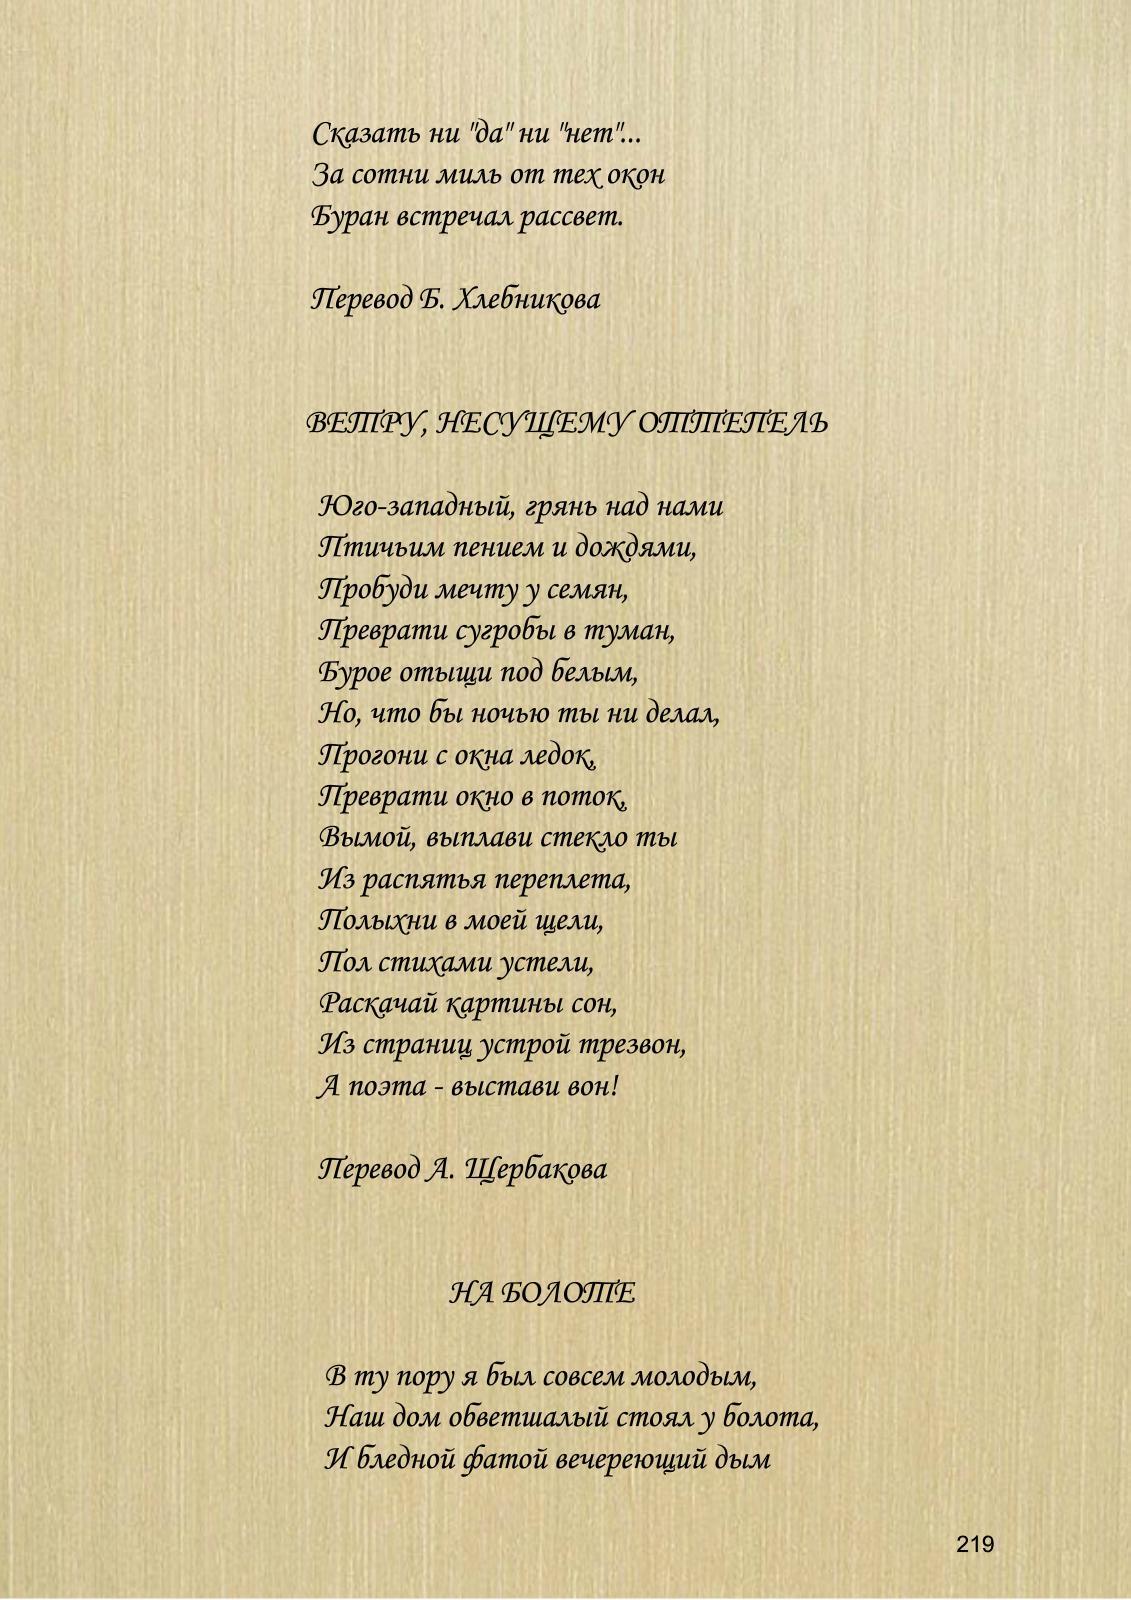 Сказать ни "да" ни "нет"...
За сотни миль от тех окон
Буран встречал рассвет.
Перевод Б. Хлебникова
ВЕТРУ, НЕСУЩЕМУ ОТТЕПЕЛЬ
Юго-западный, грянь над нами
Птичьим пением и дождями,
Пробуди мечту у семян,
Преврати сугробы в туман,
Бурое отыщи под белым,
Но, что бы ночью ты ни делал,
Прогони с окна ледок,
Преврати окно в поток,
Вымой, выплави стекло ты
Из распятья переплета,
Полыхни в моей щели,
Пол стихами устели,
Раскачай картины сон,
Из страниц устрой трезвон,
А поэта - выстави вон!
Перевод А. Щербакова
НА БОЛОТЕ
В ту пору я был совсем молодым,
Наш дом обветшалый стоял у болота,
И бледной фатой вечереющий дым
219